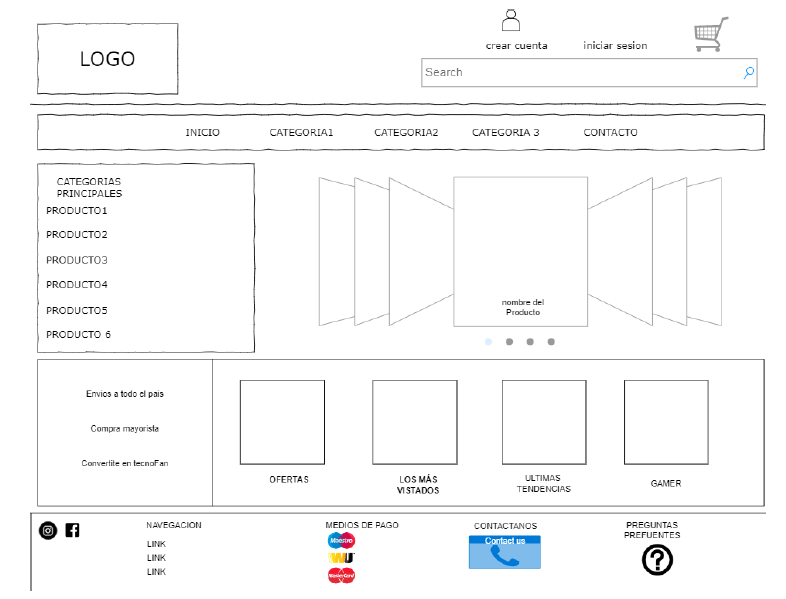 LOGO
crear cuenta
iniciar sesion
Search
INICIO
CATEGORIA1
CATEGORIA2
CATEGORIA 3
CONTACTO
CATEGORIAS
PRINCIPALES
PRODUCTO1
PRODUCTO2
PRODUCTO3
PRODUCTO4
PRODUCTO5
PRODUCTO 6
nombre del
Producto
Envios a todo el pais
Compra mayorista
Convertite en tecnoFan
OFERTAS
LOS MÁS
VISTADOS
ULTIMAS
TENDENCIAS
GAMER
NAVEGACION
LINK
LINK
LINK
MEDIOS DE PAGO
Maestro
WU
MasterCard
CONTACTANOS
Contact us
PREGUNTAS
PREFUENTES
?